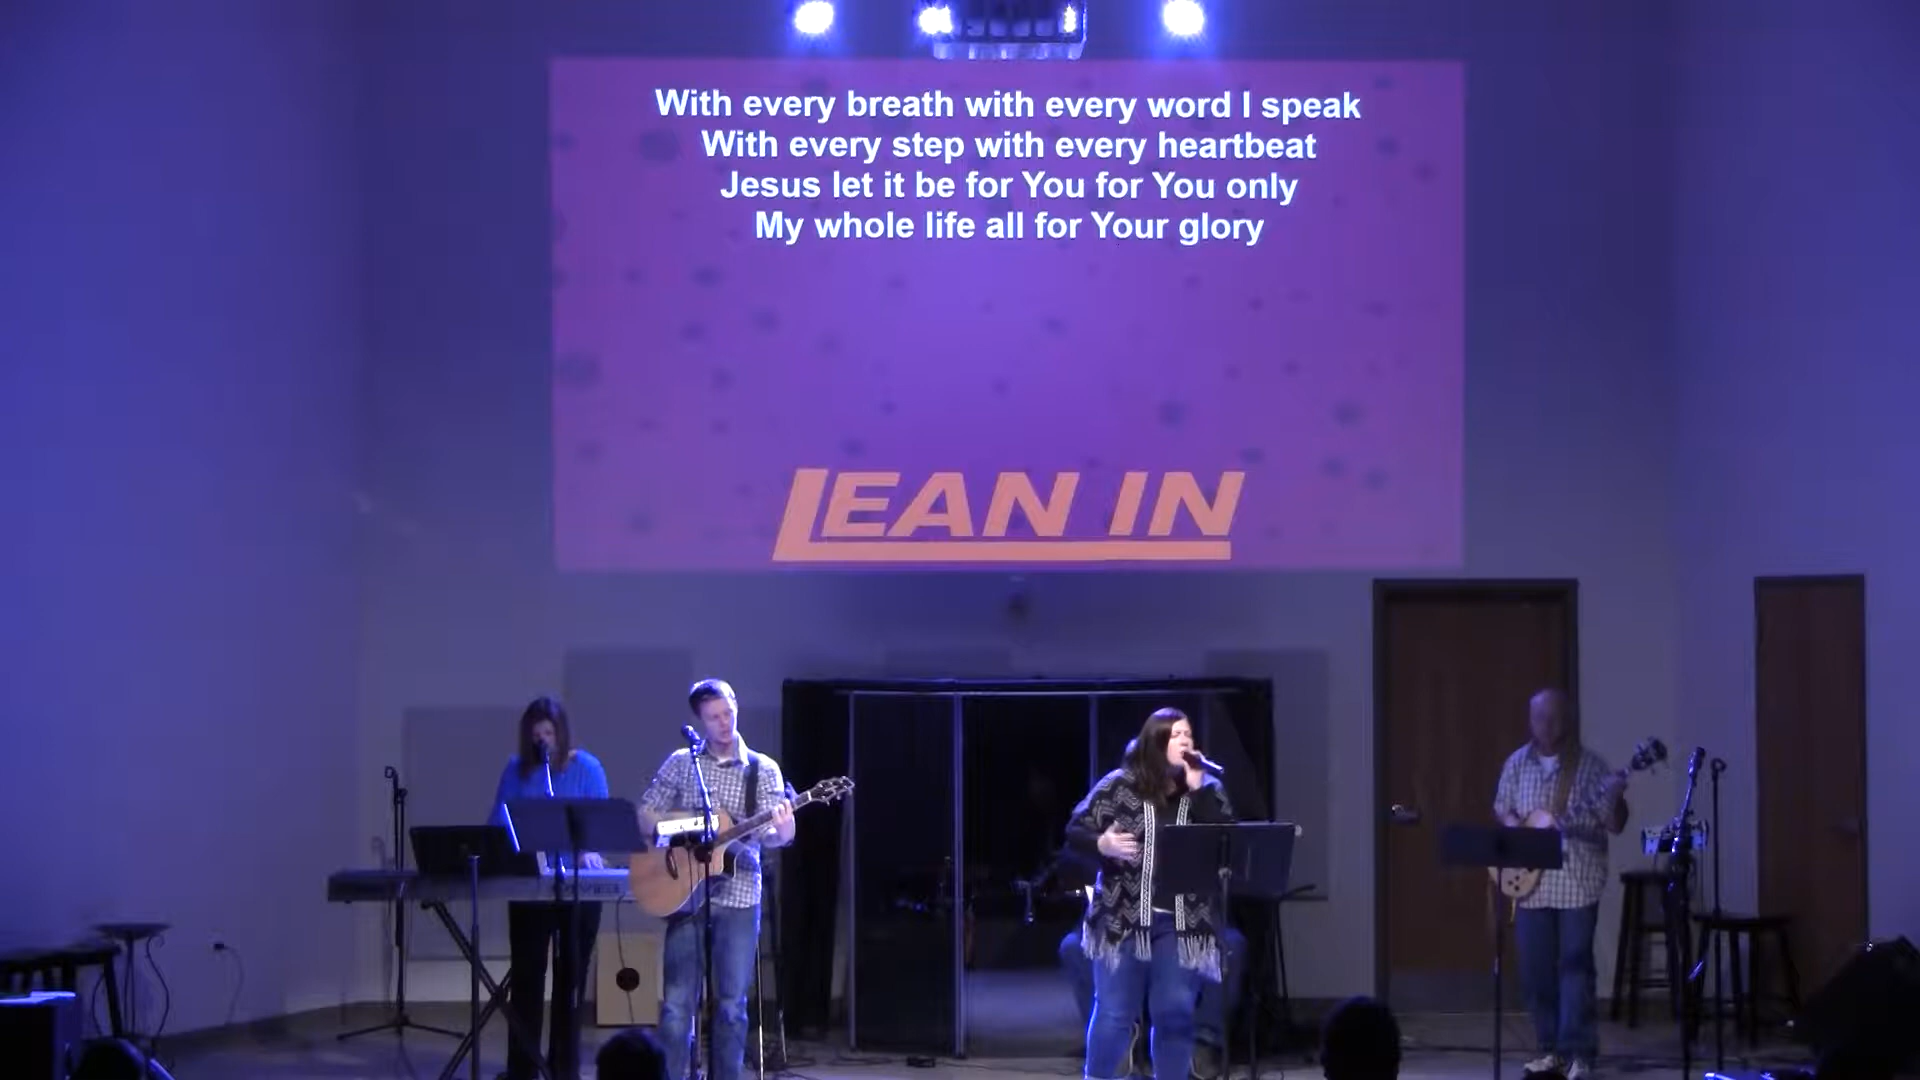 With every breath with every word I speak
With every step with every heartbeat
Jesus let it be for You for You only
My whole life all for Your glory
LEAN IN